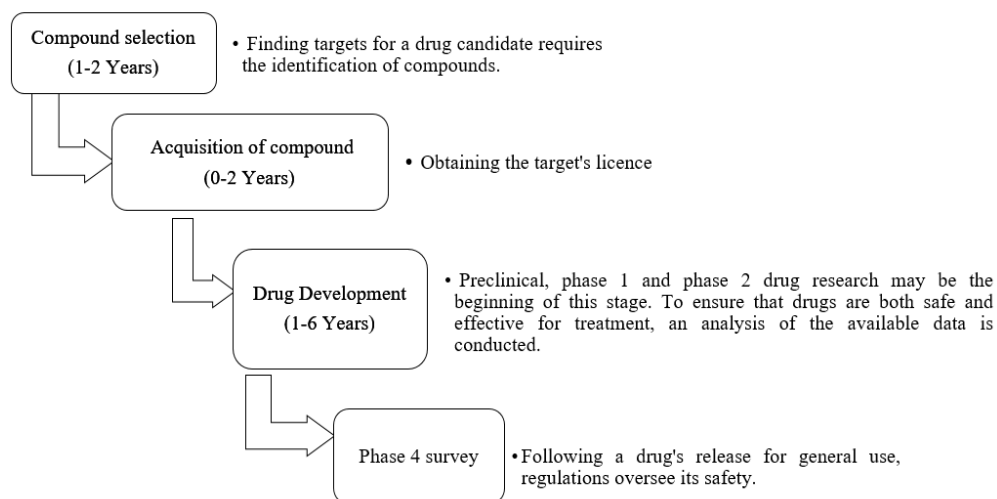 Compound selection
(1-2 Years)
• Finding targets for a drug candidate requires
the identification of compounds.
Acquisition of compound
(0-2 Years)
• Obtaining the target's licence
Drug Development
(1-6 Years)
• Preclinical, phase 1 and phase 2 drug research may be the
beginning of this stage. To ensure that drugs are both safe and
effective for treatment, an analysis of the available data is
conducted.
Phase 4 survey
•Following a drug's release for general use,
regulations oversee its safety.